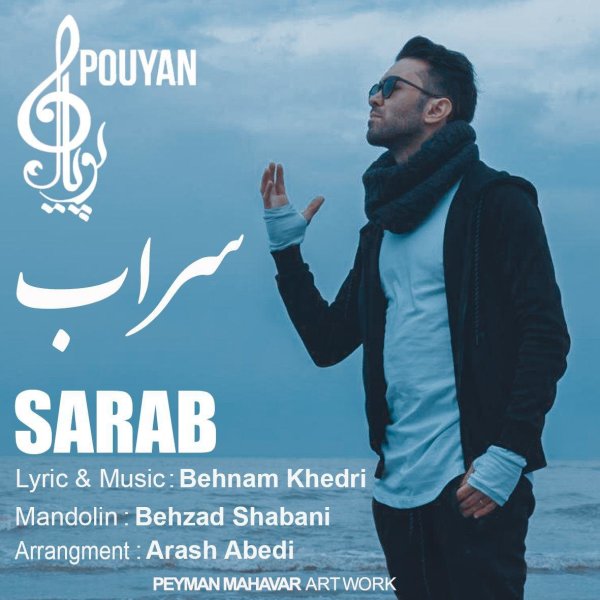 POUYAN
پویان
سراب
SARAB
Lyric & Music : Behnam Khedri
Mandolin : Behzad Shabani
Arrangment : Arash Abedi
PEYMAN MAHAVAR ART WORK